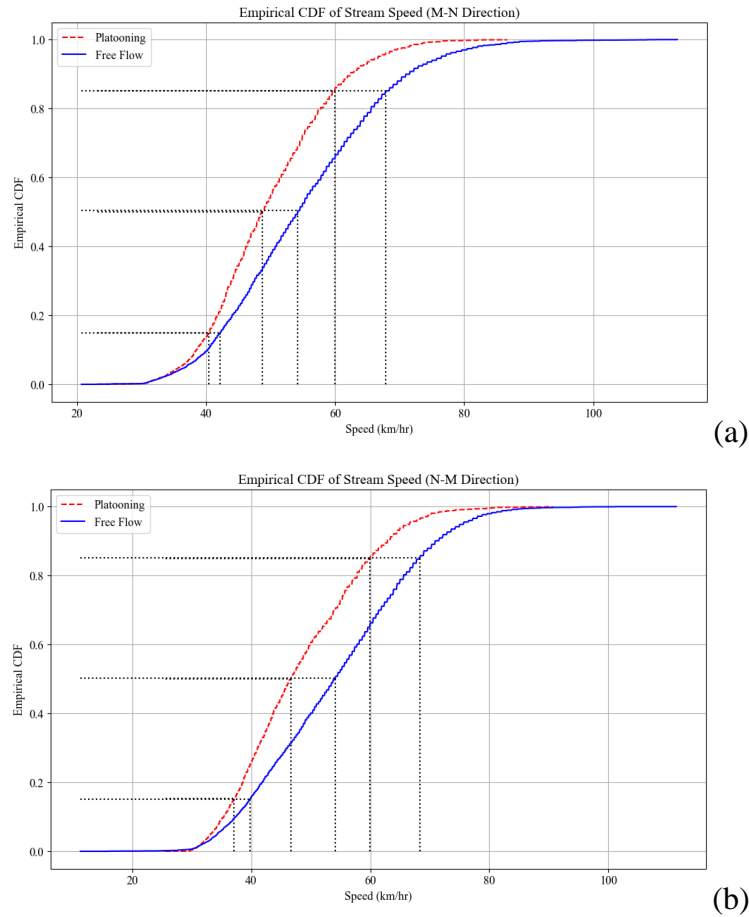 Empirical CDF of Stream Speed (M-N Direction)
Platooning
Free Flow
1.0
0.8
0.6
0.4
0.2
0.0
Empirical CDF
20 40 60 80 100
Speed (km/hr)
(a)
Empirical CDF of Stream Speed (N-M Direction)
Platooning
Free Flow
1.0
0.8
0.6
0.4
0.2
0.0
Empirical CDF
20 40 60 80 100
Speed (km/hr)
(b)